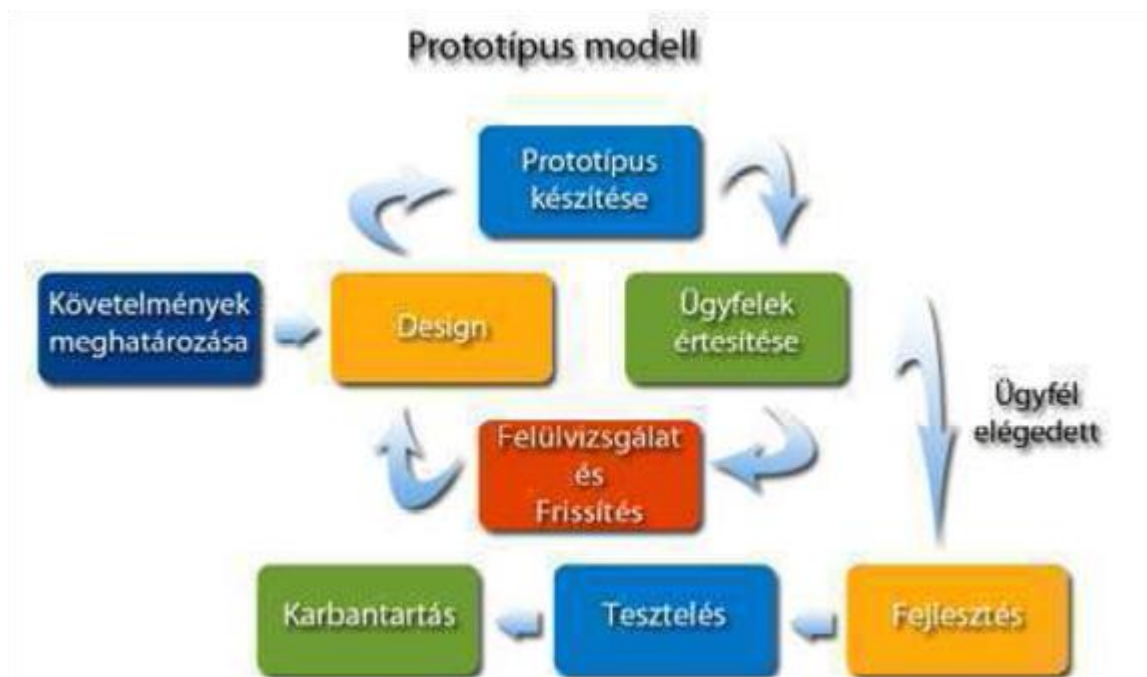 Prototípus modell
Prototípus
készítése
Követelmények
meghatározása
Design
Ügyfelek
értesítése
Ügyfél
elégedett
Felülvizsgálat
és
Frissítés
Karbantartás
Tesztelés
Fejlesztés